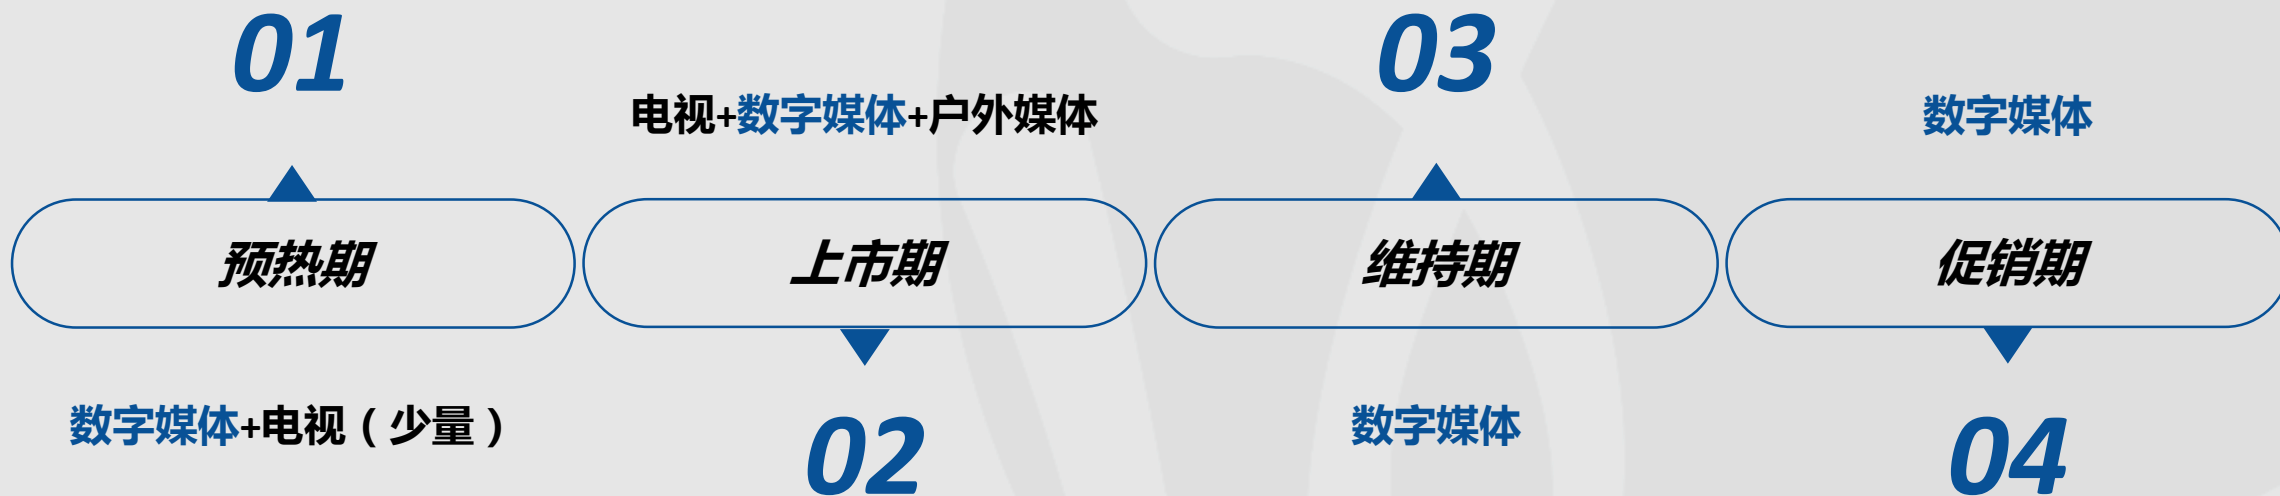 01
预热期
数字媒体+电视（少量）
电视+数字媒体+户外媒体
上市期
02
03
维持期
数字媒体
数字媒体
促销期
04